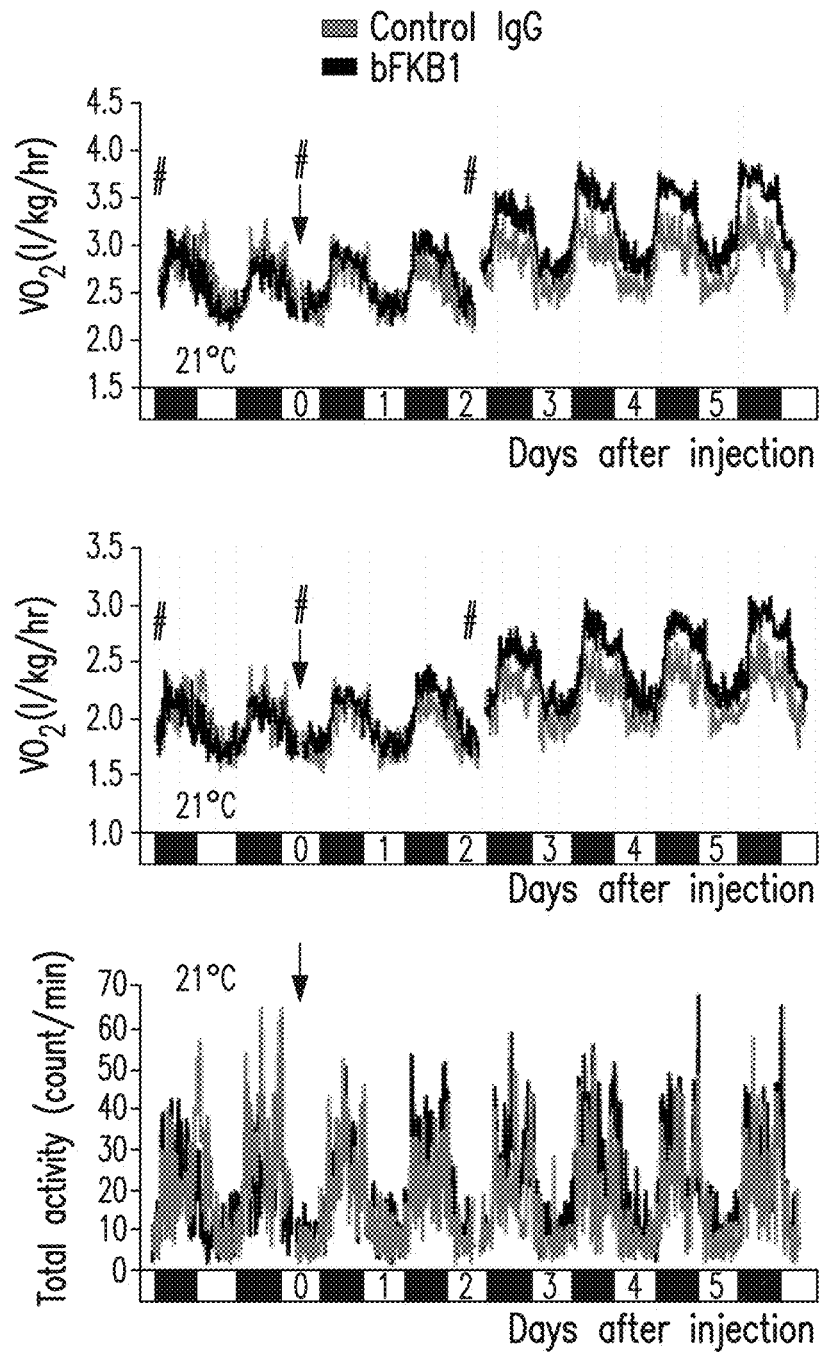 Control IgG
bFKB1
4.5
4.0
3.5
3.0
2.5
2.0
1.5
VO2(l/kg/hr)
# # #
21°C
0 1 2 3 4 5
Days after injection
3.5
3.0
2.5
2.0
1.5
1.0
VO2(l/kg/hr)
# # #
21°C
0 1 2 3 4 5
Days after injection
70
60
50
40
30
20
10
0
Total activity (count/min)
21°C
0 1 2 3 4 5
Days after injection